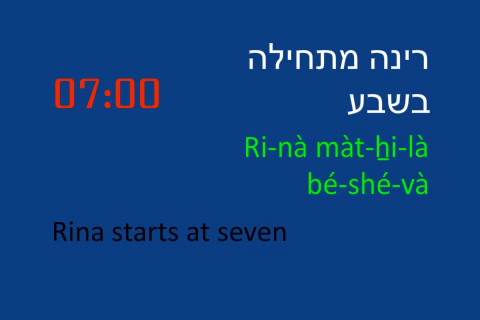 רינה מתחילה
בשבע
07:00
Ri-nà màt-ẖi-là
bé-shé-và
Rina starts at seven